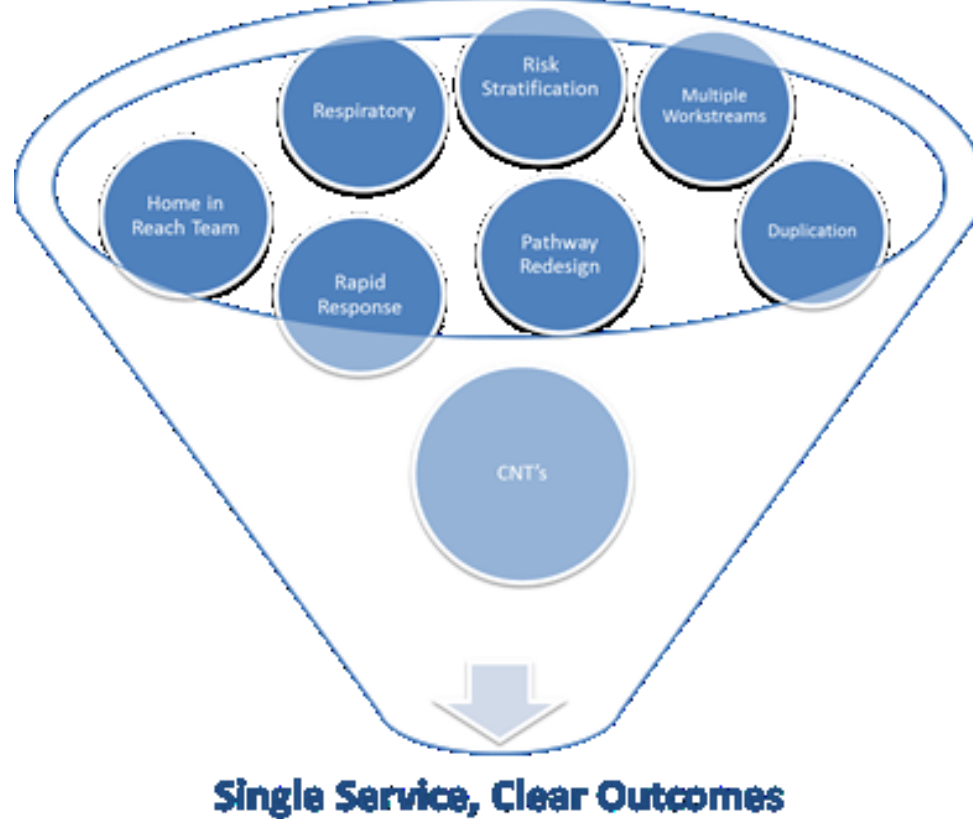 Risk
Stratification
Respiratory
Multiple
Workstreams
Home in
Reach Team
Pathway
Redesign
Duplication
Rapid
Response
CNT's
Single Service, Clear Outcomes